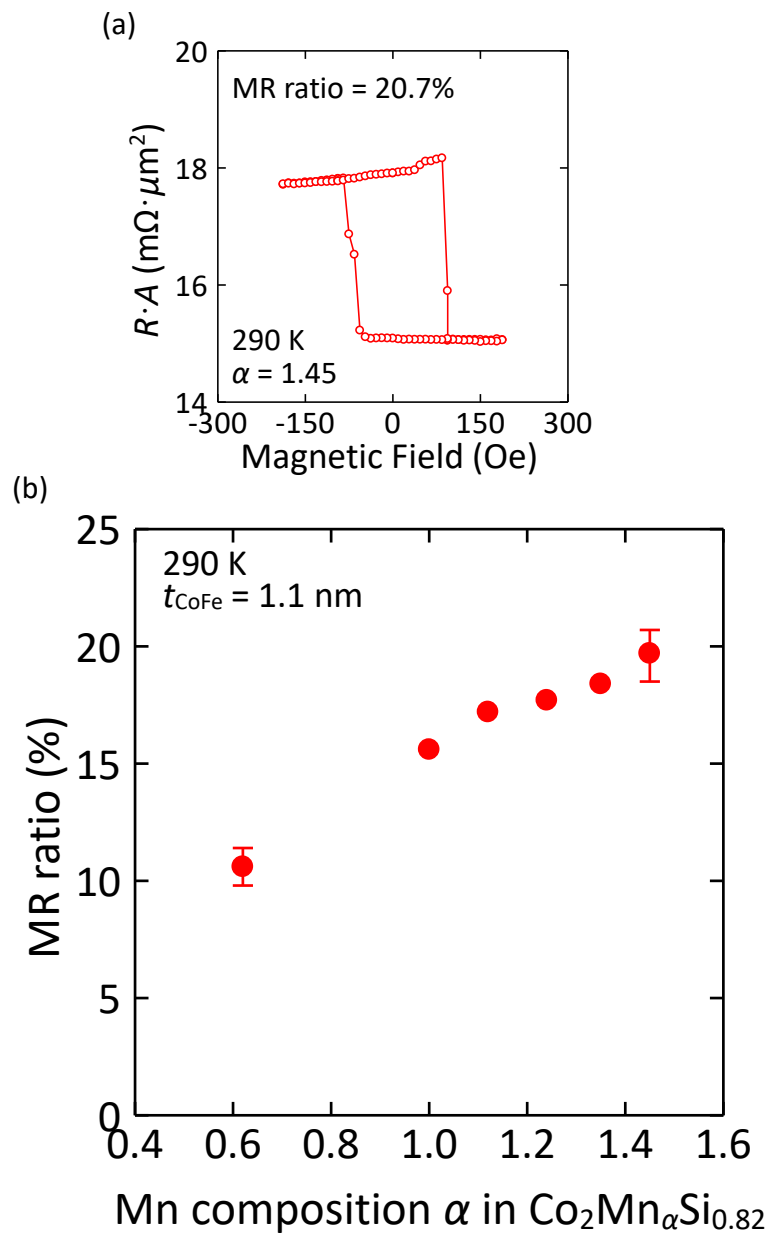 (a)
20
MR ratio = 20.7%
18
R·A (mΩ·μm²)
16
290 K
α = 1.45
14
-300 -150 0 150 300
Magnetic Field (Oe)
(b)
25
290 K
tCoFe = 1.1 nm
20
15
MR ratio (%)
10
5
0
0.4 0.6 0.8 1.0 1.2 1.4 1.6
Mn composition α in Co₂MnαSi₀.₈₂